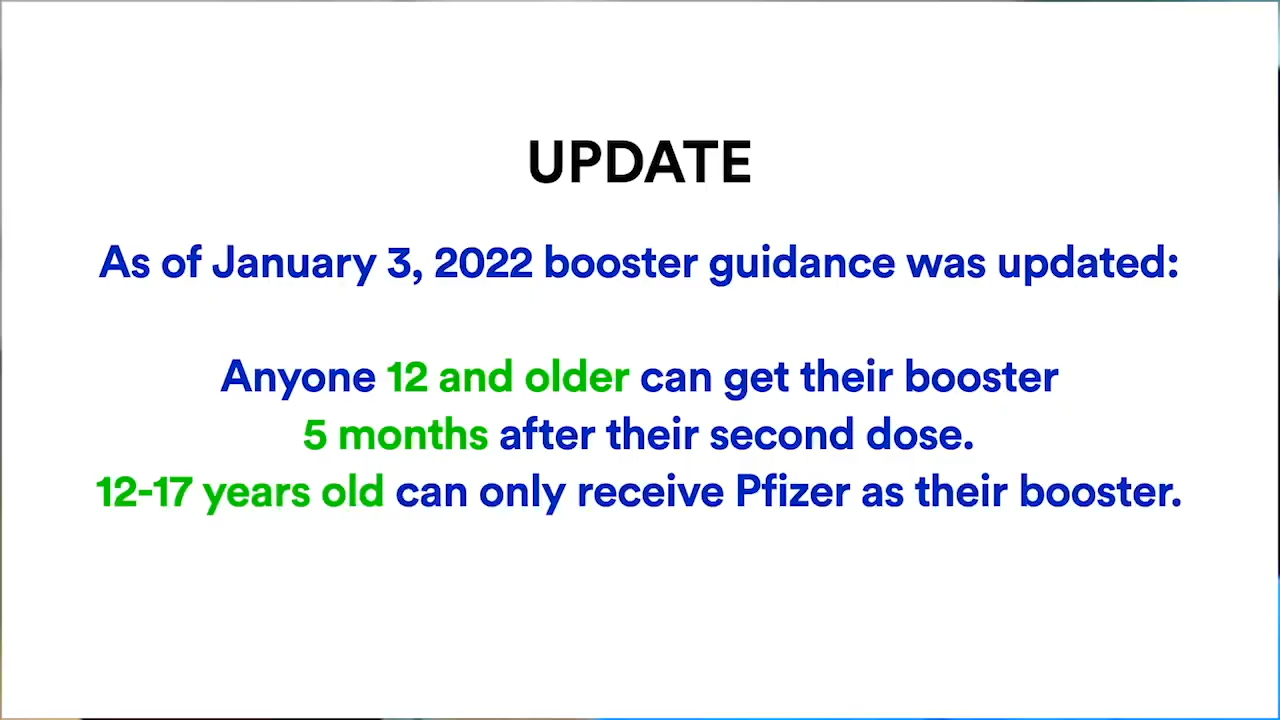 UPDATE
As of January 3, 2022 booster guidance was updated:
Anyone 12 and older can get their booster
5 months after their second dose.
12-17 years old can only receive Pfizer as their booster.